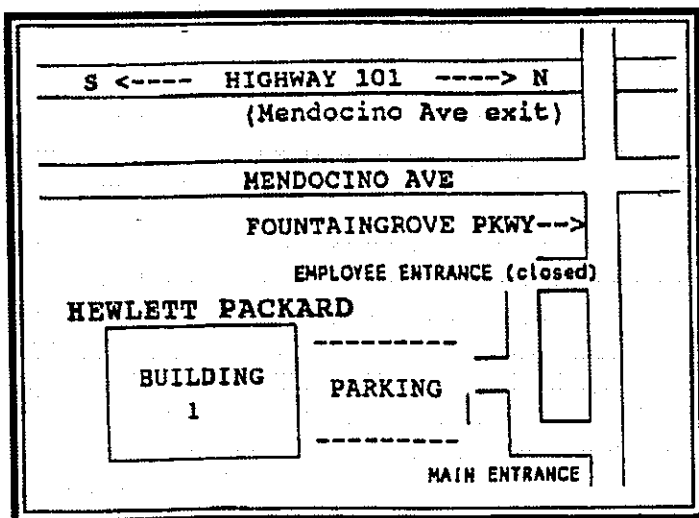 S <---- HIGHWAY 101 ----> N
(Mendocino Ave exit)
MENDOCINO AVE
FOUNTAINGROVE PKWY-->
EMPLOYEE ENTRANCE (closed)
HEWLETT PACKARD
BUILDING
1
PARKING
MAIN ENTRANCE